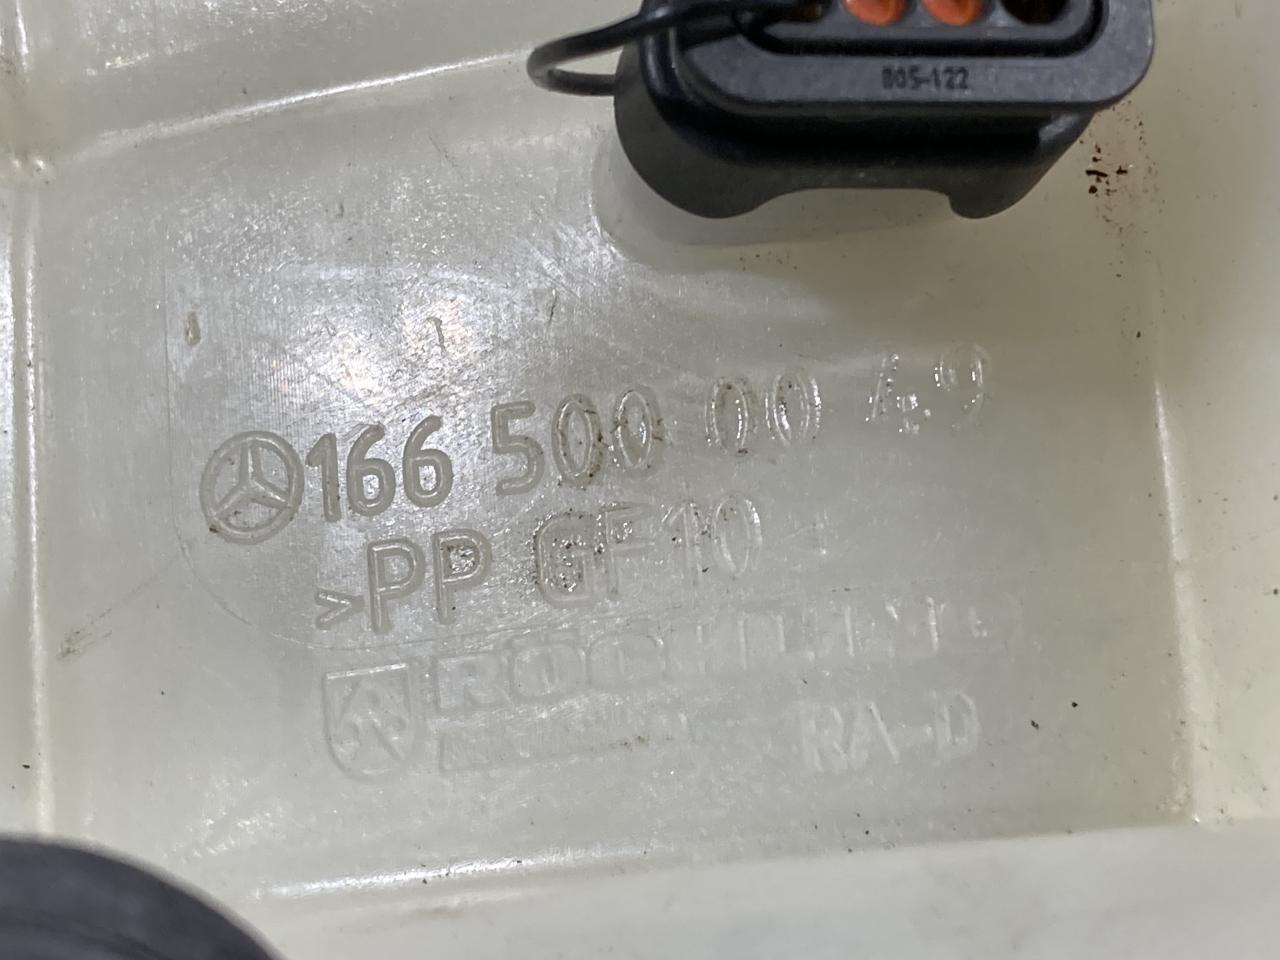 805-122
166 500 00 49
>PP GF10<
RÖCHLING
RA-D